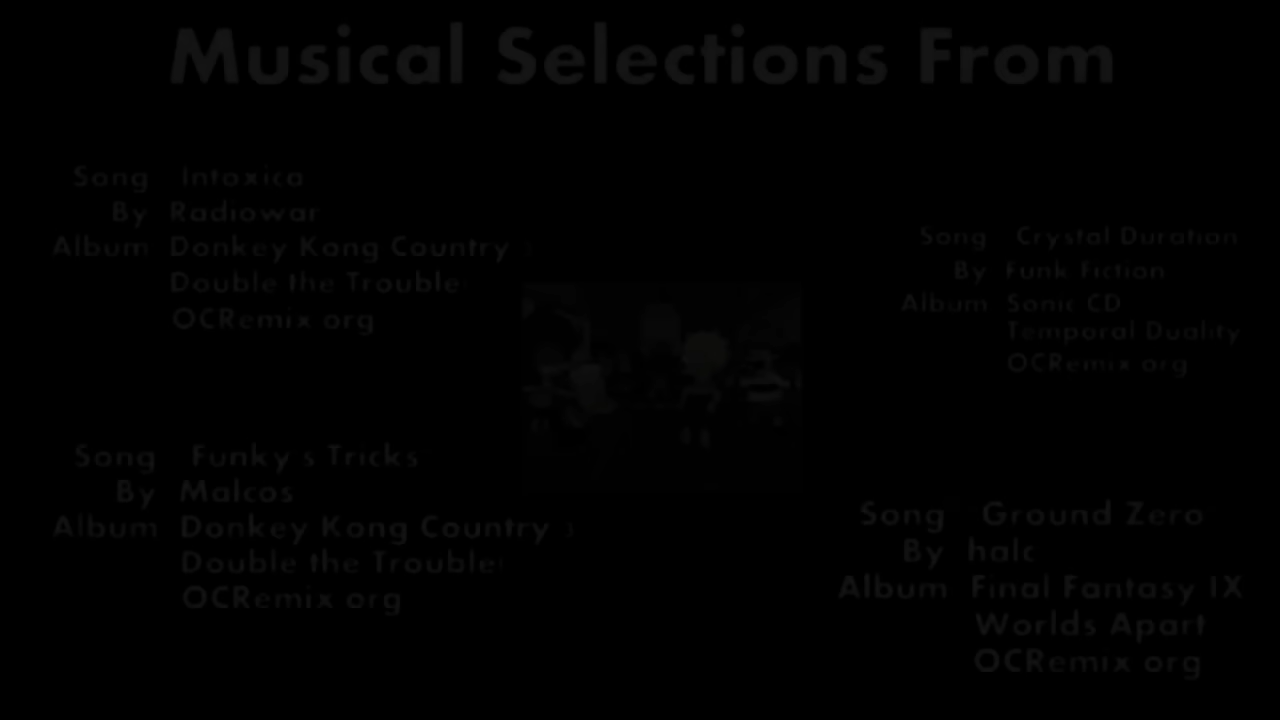 Musical Selections From
Song Intoxica
By Radiowar
Album Donkey Kong Country
Double the Trouble
OCRemix org
Song Crystal Duration
By Funk Fiction
Album Sonic CD
Temporal Duality
OCRemix org
Song Funky s Tricks
By Malcos
Album Donkey Kong Country 3
Double the Trouble!
OCRemix org
Song Ground Zero
By halc
Album Final Fantasy IX
Worlds Apart
OCRemix org